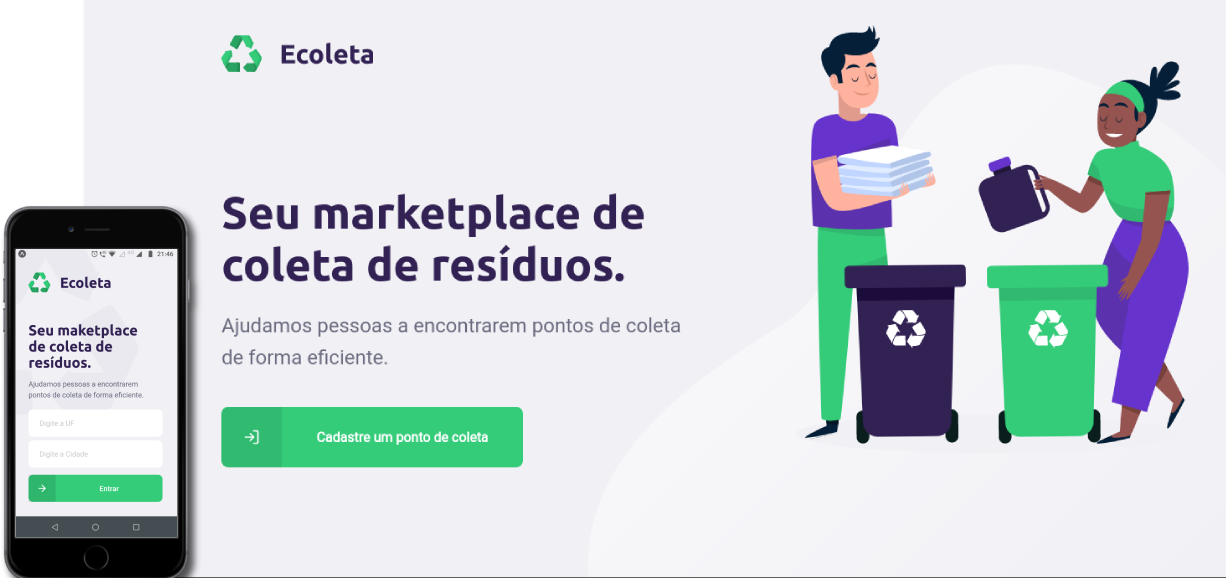 Ecoleta
Seu marketplace de
coleta de resíduos.
Ajudamos pessoas a encontrarem pontos de coleta
de forma eficiente.
Cadastre um ponto de coleta
21:46
Ecoleta
Seu maketplace
de coleta de
resíduos.
Ajudamos pessoas a encontrarem
pontos de coleta de forma eficiente.
Digite a UF
Digite a Cidade
Entrar